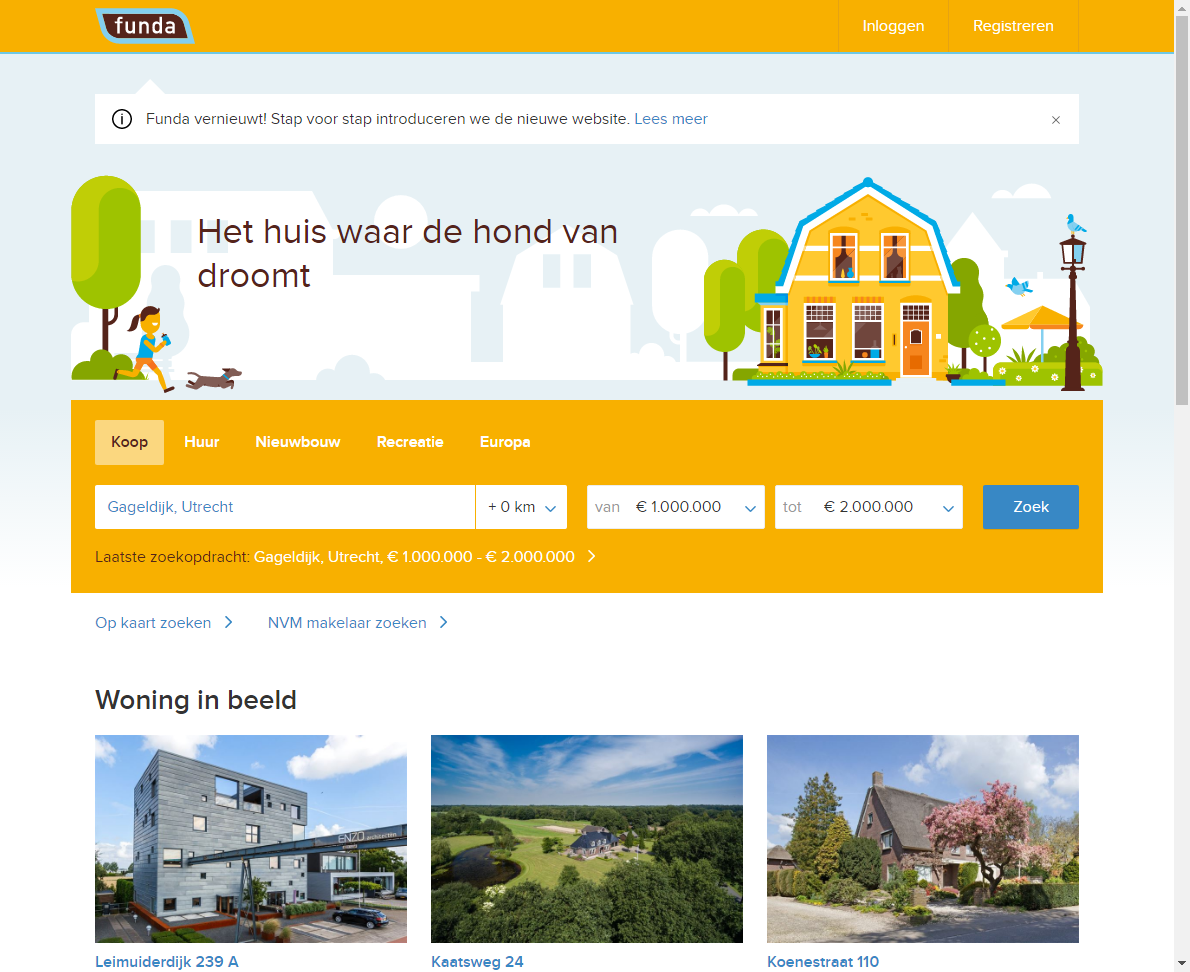 funda
Inloggen
Registreren
Funda vernieuwt! Stap voor stap introduceren we de nieuwe website. Lees meer
Het huis waar de hond van
droomt
Koop
Huur
Nieuwbouw
Recreatie
Europa
Gageldijk, Utrecht
+ 0 km
van € 1.000.000
tot € 2.000.000
Zoek
Laatste zoekopdracht: Gageldijk, Utrecht, € 1.000.000 - € 2.000.000
Op kaart zoeken
NVM makelaar zoeken
Woning in beeld
ENZO architecten
Leimuiderdijk 239 A
Kaatsweg 24
Koenestraat 110